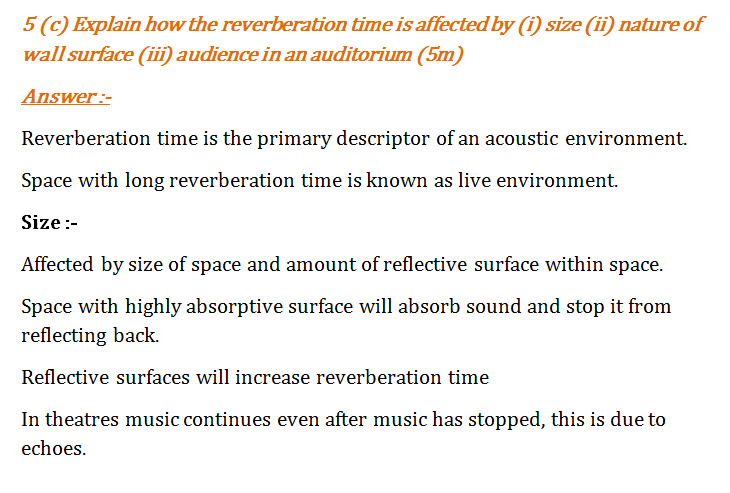 5 (c) Explain how the reverberation time is affected by (i) size (ii) nature of
wall surface (iii) audience in an auditorium (5m)
Answer :-
Reverberation time is the primary descriptor of an acoustic environment.
Space with long reverberation time is known as live environment.
Size :-
Affected by size of space and amount of reflective surface within space.
Space with highly absorptive surface will absorb sound and stop it from
reflecting back.
Reflective surfaces will increase reverberation time
In theatres music continues even after music has stopped, this is due to
echoes.